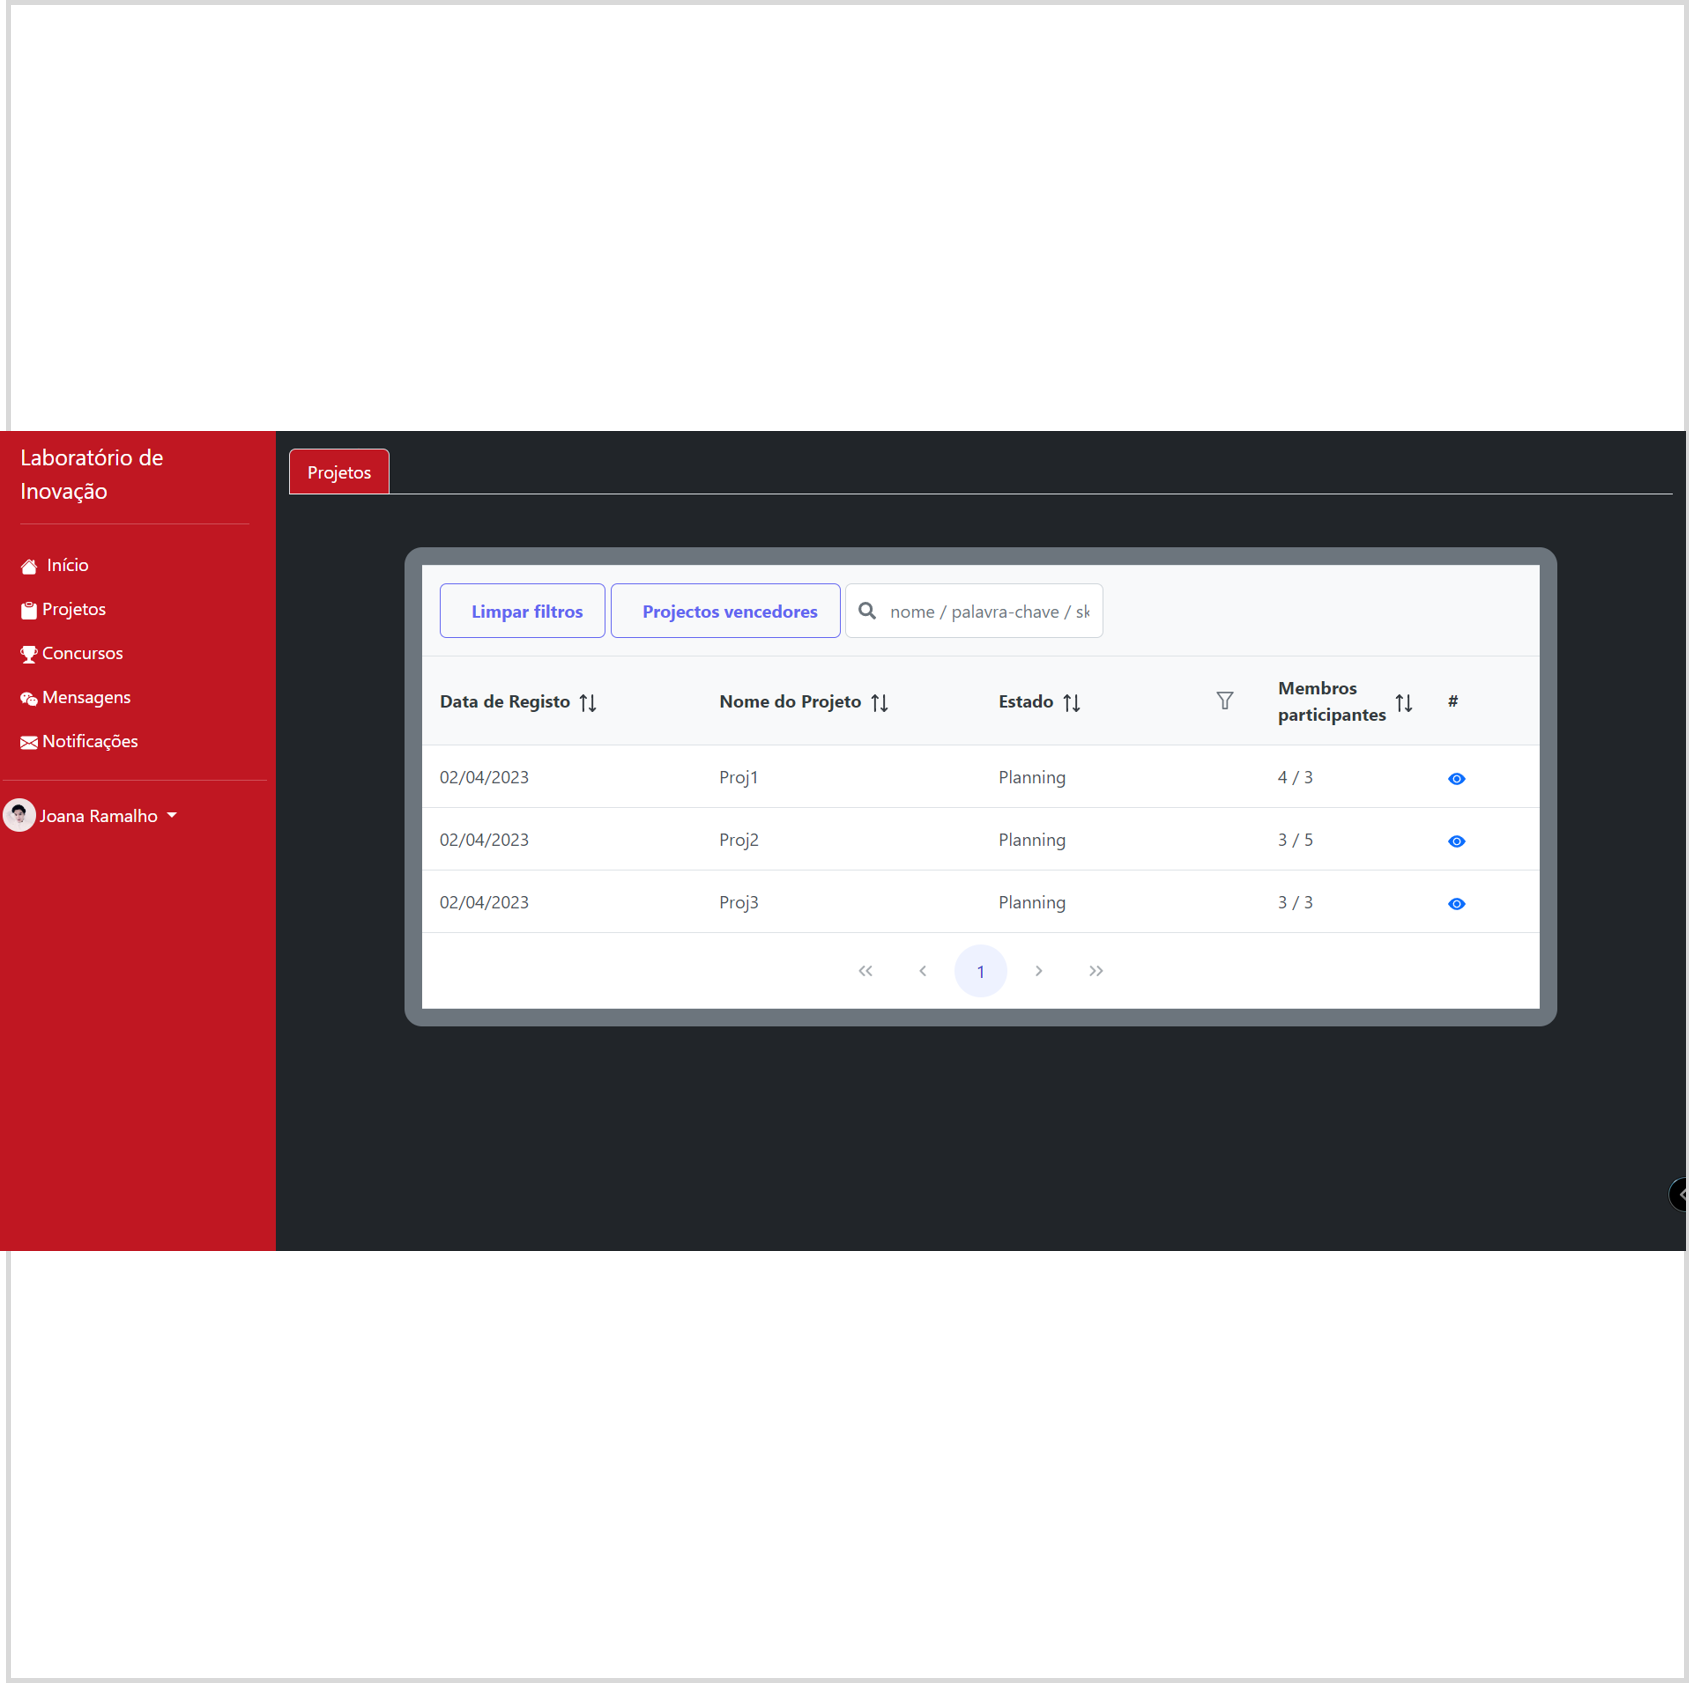 Laboratório de
Inovação
Início
Projetos
Concursos
Mensagens
Notificações
Joana Ramalho
Projetos
Limpar filtros
Projectos vencedores
nome / palavra-chave / sk
Data de Registo
Nome do Projeto
Estado
Membros
participantes
#
02/04/2023 Proj1 Planning 4 / 3
02/04/2023 Proj2 Planning 3 / 5
02/04/2023 Proj3 Planning 3 / 3
1